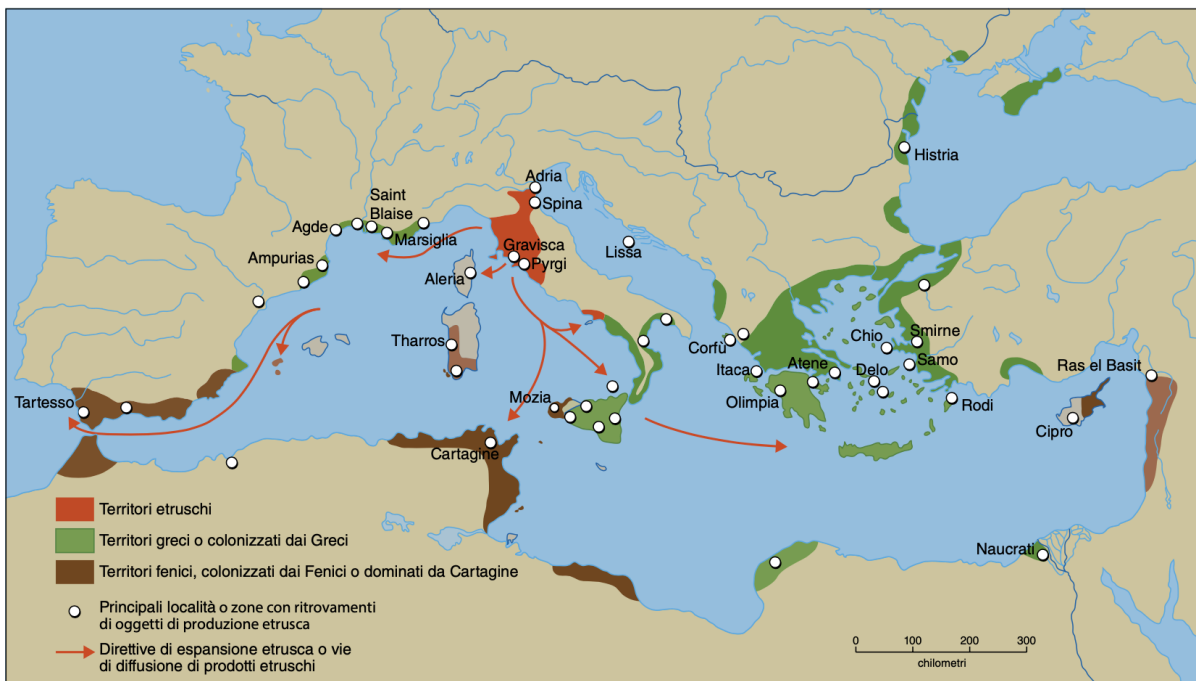 Histria
Adria
Spina
Saint
Blaise
Agde
Marsiglia
Gravisca
Pyrgi
Lissa
Ampurias
Aleria
Tharros
Corfù
Chio
Smirne
Itaca
Atene
Delo
Samo
Ras el Basit
Olimpia
Rodi
Tartesso
Mozia
Cipro
Cartagine
Naucrati
Territori etruschi
Territori greci o colonizzati dai Greci
Territori fenici, colonizzati dai Fenici o dominati da Cartagine
Principali località o zone con ritrovamenti
di oggetti di produzione etrusca
Direttive di espansione etrusca o vie
di diffusione di prodotti etruschi
0 100 200 300
chilometri